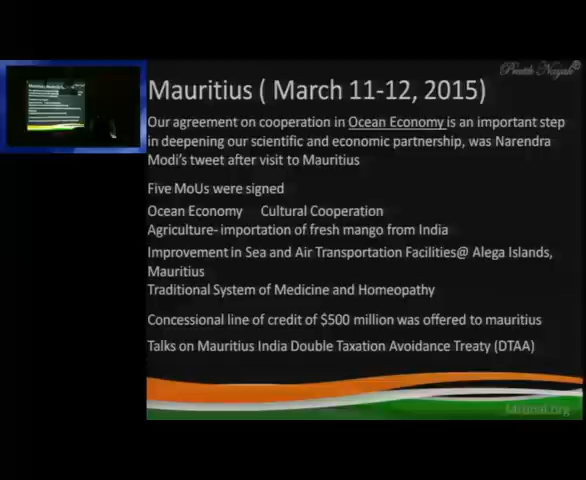 Pratik Nayak
Mauritius ( March 11-12, 2015)
Our agreement on cooperation in Ocean Economy is an important step
in deepening our scientific and economic partnership, was Narendra
Modi's tweet after visit to Mauritius
Five MoUs were signed
Ocean Economy Cultural Cooperation
Agriculture- importation of fresh mango from India
Improvement in Sea and Air Transportation Facilities@ Alega Islands,
Mauritius
Traditional System of Medicine and Homeopathy
Concessional line of credit of $500 million was offered to mauritius
Talks on Mauritius India Double Taxation Avoidance Treaty (DTAA)
Mrunal.org